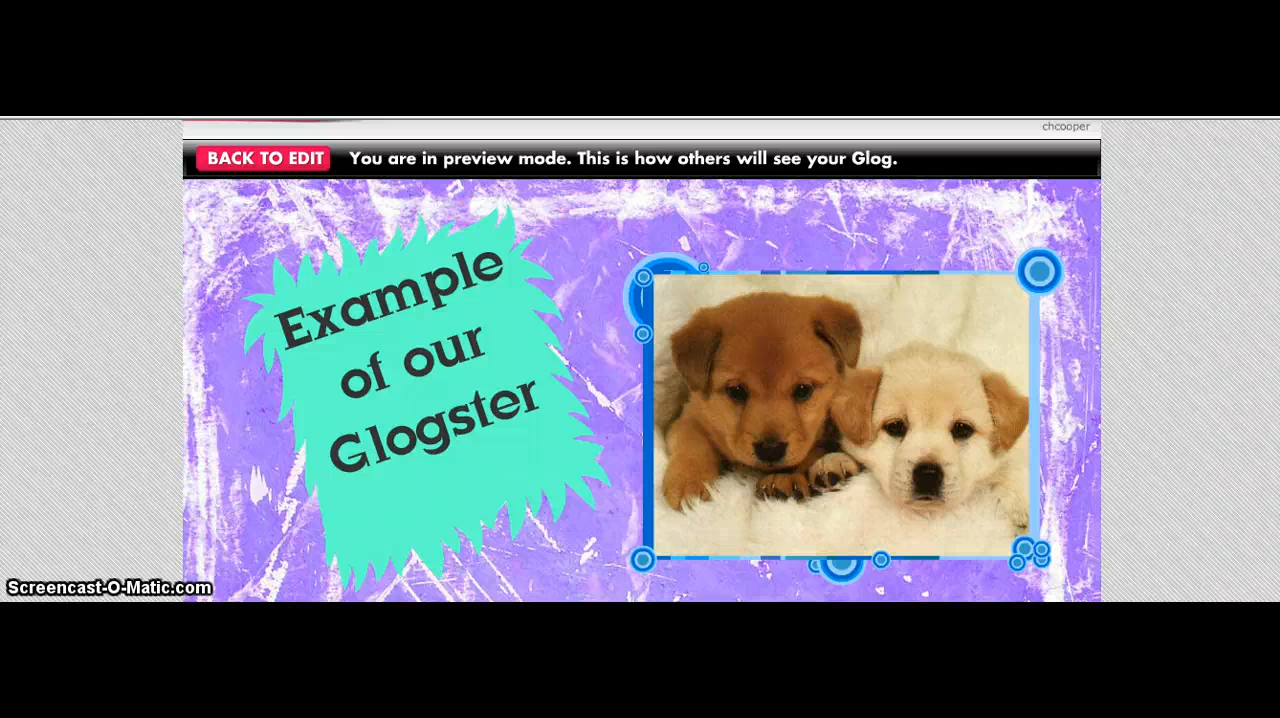 chcooper
BACK TO EDIT You are in preview mode. This is how others will see your Glog.
Example
of our
Glogster
Screencast-O-Matic.com